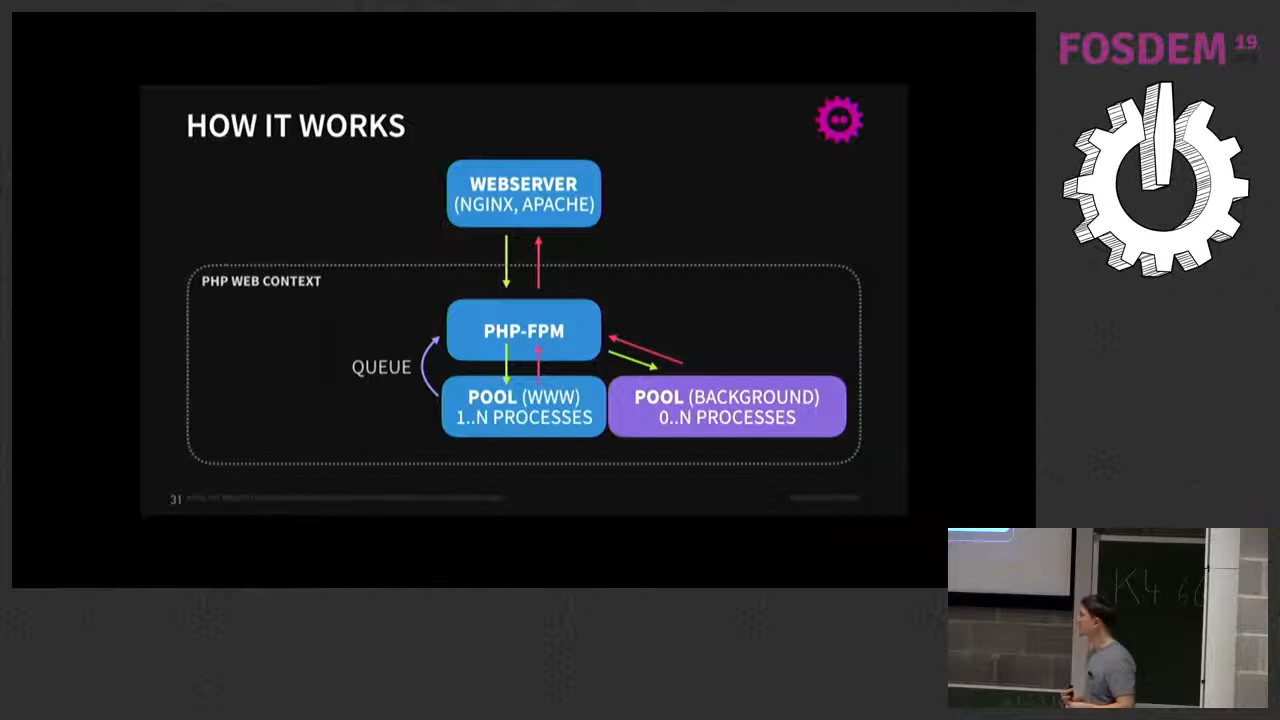 FOSDEM 19
HOW IT WORKS
WEBSERVER
(NGINX, APACHE)
PHP WEB CONTEXT
PHP-FPM
QUEUE
POOL (WWW)
1..N PROCESSES
POOL (BACKGROUND)
0..N PROCESSES
31
K4